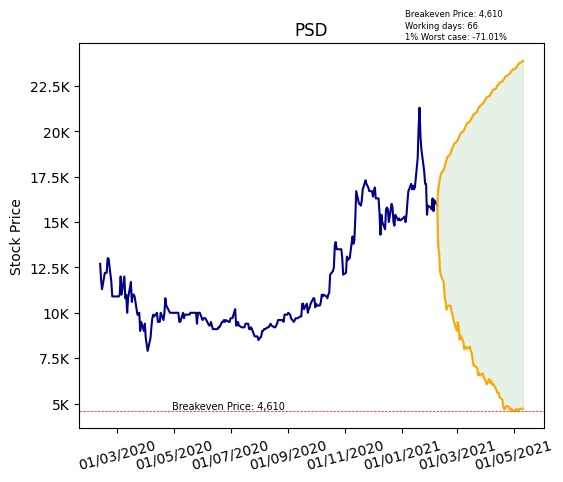 Breakeven Price: 4,610
Working days: 66
1% Worst case: -71.01%
PSD
Stock Price
22.5K
20K
17.5K
15K
12.5K
10K
7.5K
5K
Breakeven Price: 4,610
01/03/2020 01/05/2020 01/07/2020 01/09/2020 01/11/2020 01/01/2021 01/03/2021 01/05/2021